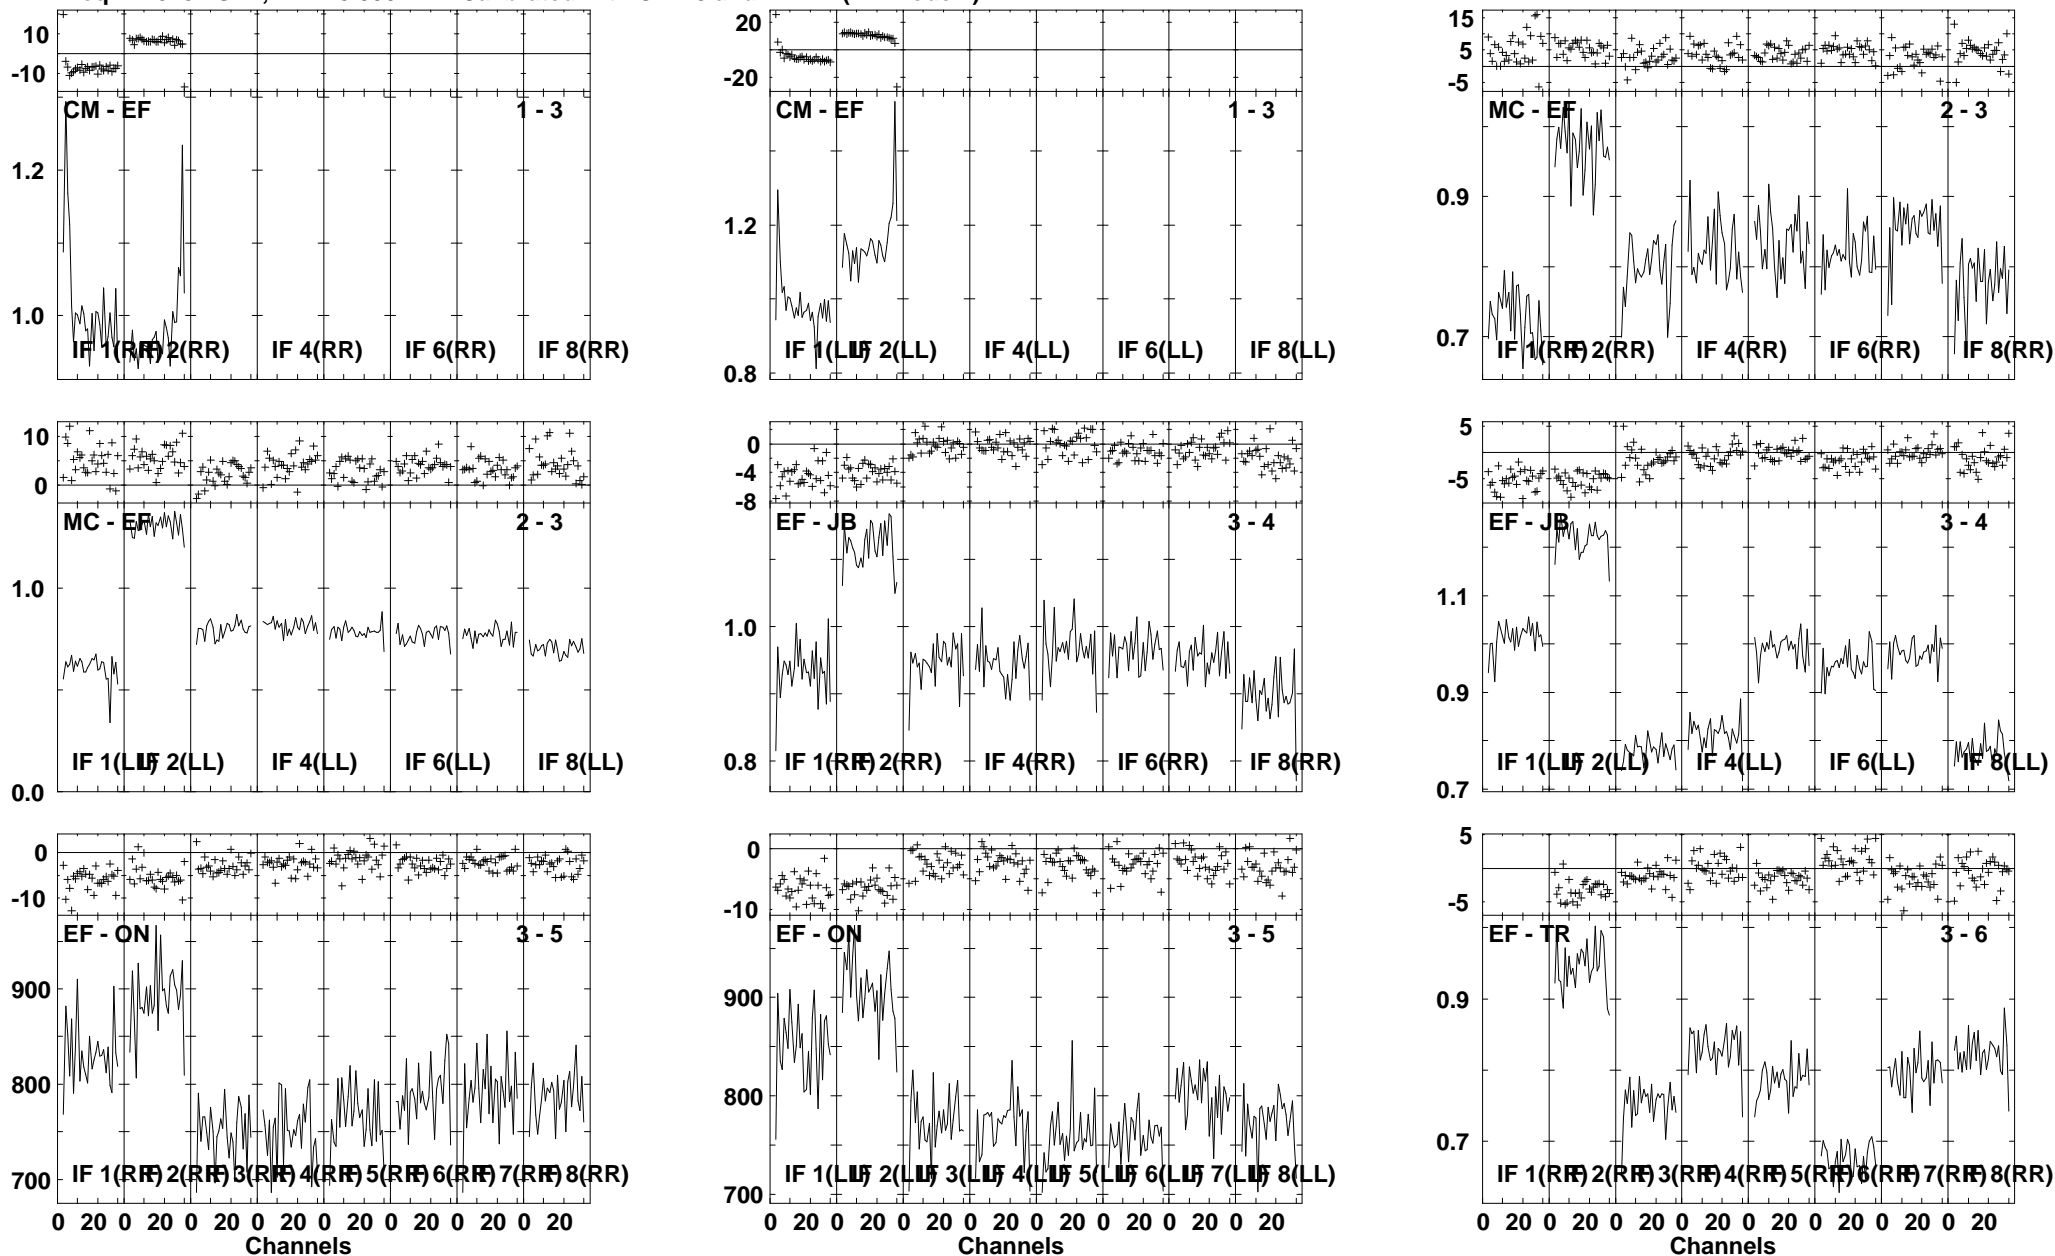 10
-10
CM - EF 1 - 3
1.2
1.0
IF 1(RR) IF 2(RR) IF 4(RR) IF 6(RR) IF 8(RR)
20
-20
CM - EF 1 - 3
1.2
0.8
IF 1(LL) IF 2(LL) IF 4(LL) IF 6(LL) IF 8(LL)
15
5
-5
MC - EF 2 - 3
0.9
0.7
IF 1(RR) IF 2(RR) IF 4(RR) IF 6(RR) IF 8(RR)
10
0
MC - EF 2 - 3
1.0
0.0
IF 1(LL) IF 2(LL) IF 4(LL) IF 6(LL) IF 8(LL)
0
-4
-8
EF - JB 3 - 4
1.0
0.8
IF 1(RR) IF 2(RR) IF 4(RR) IF 6(RR) IF 8(RR)
5
-5
EF - JB 3 - 4
1.1
0.9
0.7
IF 1(LL) IF 2(LL) IF 4(LL) IF 6(LL) IF 8(LL)
0
-10
EF - ON 3 - 5
900
800
700
IF 1(RR) IF 2(RR) IF 3(RR) IF 4(RR) IF 5(RR) IF 6(RR) IF 7(RR) IF 8(RR)
0 20 0 20 0 20 0 20 0 20 0 20 0 20 0 20
Channels
0
-10
EF - ON 3 - 5
900
800
700
IF 1(LL) IF 2(LL) IF 3(LL) IF 4(LL) IF 5(LL) IF 6(LL) IF 7(LL) IF 8(LL)
0 20 0 20 0 20 0 20 0 20 0 20 0 20 0 20
Channels
5
-5
EF - TR 3 - 6
0.9
0.7
IF 1(RR) IF 2(RR) IF 3(RR) IF 4(RR) IF 5(RR) IF 6(RR) IF 7(RR) IF 8(RR)
0 20 0 20 0 20 0 20 0 20 0 20 0 20 0 20
Channels